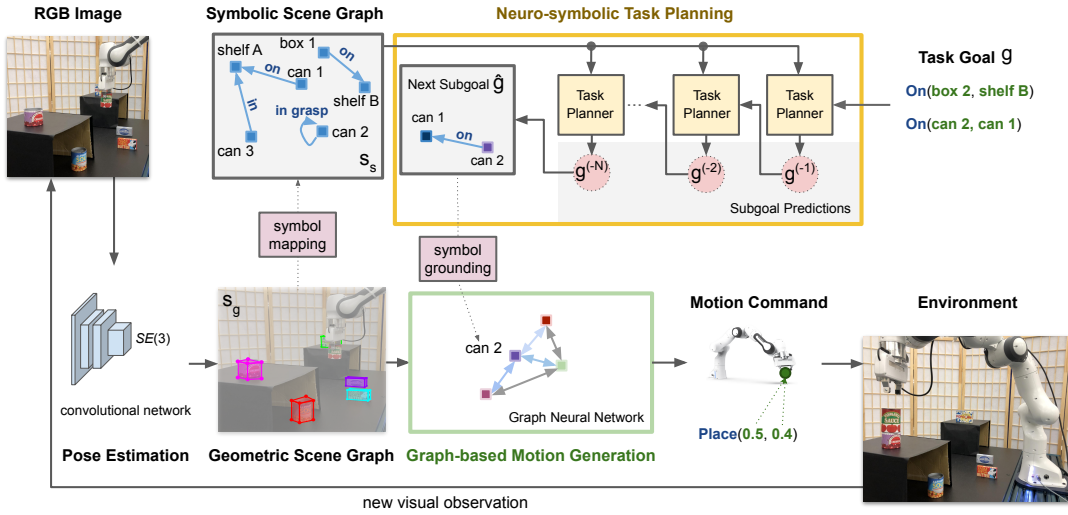 RGB Image
Symbolic Scene Graph
Neuro-symbolic Task Planning
shelf A
box 1
on
can 1
on
shelf B
in
in grasp
can 2
can 3
S_s
Next Subgoal ĝ
can 1
on
can 2
Task
Planner
Task
Planner
Task
Planner
g^(-N)
g^(-2)
g^(-1)
Subgoal Predictions
Task Goal g
On(box 2, shelf B)
On(can 2, can 1)
symbol
mapping
symbol
grounding
SE(3)
convolutional network
Pose Estimation
S_g
Geometric Scene Graph
can 2
Graph Neural Network
Graph-based Motion Generation
Motion Command
Place(0.5, 0.4)
Environment
new visual observation